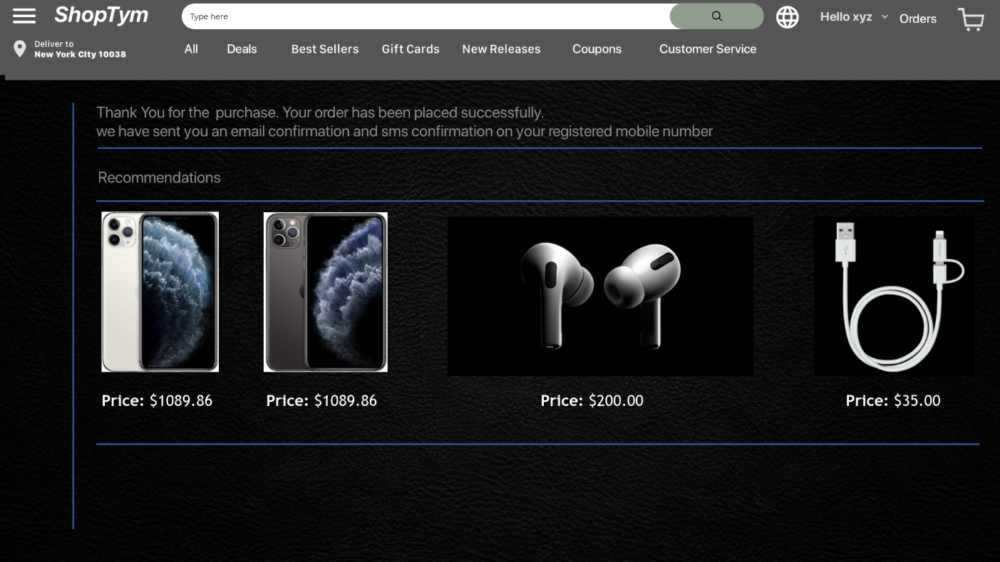 ShopTym
Type here
Hello xyz
Orders
Deliver to
New York City 10038
All
Deals
Best Sellers
Gift Cards
New Releases
Coupons
Customer Service
Thank You for the  purchase. Your order has been placed successfully.
we have sent you an email confirmation and sms confirmation on your registered mobile number
Recommendations
Price: $1089.86
Price: $1089.86
Price: $200.00
Price: $35.00